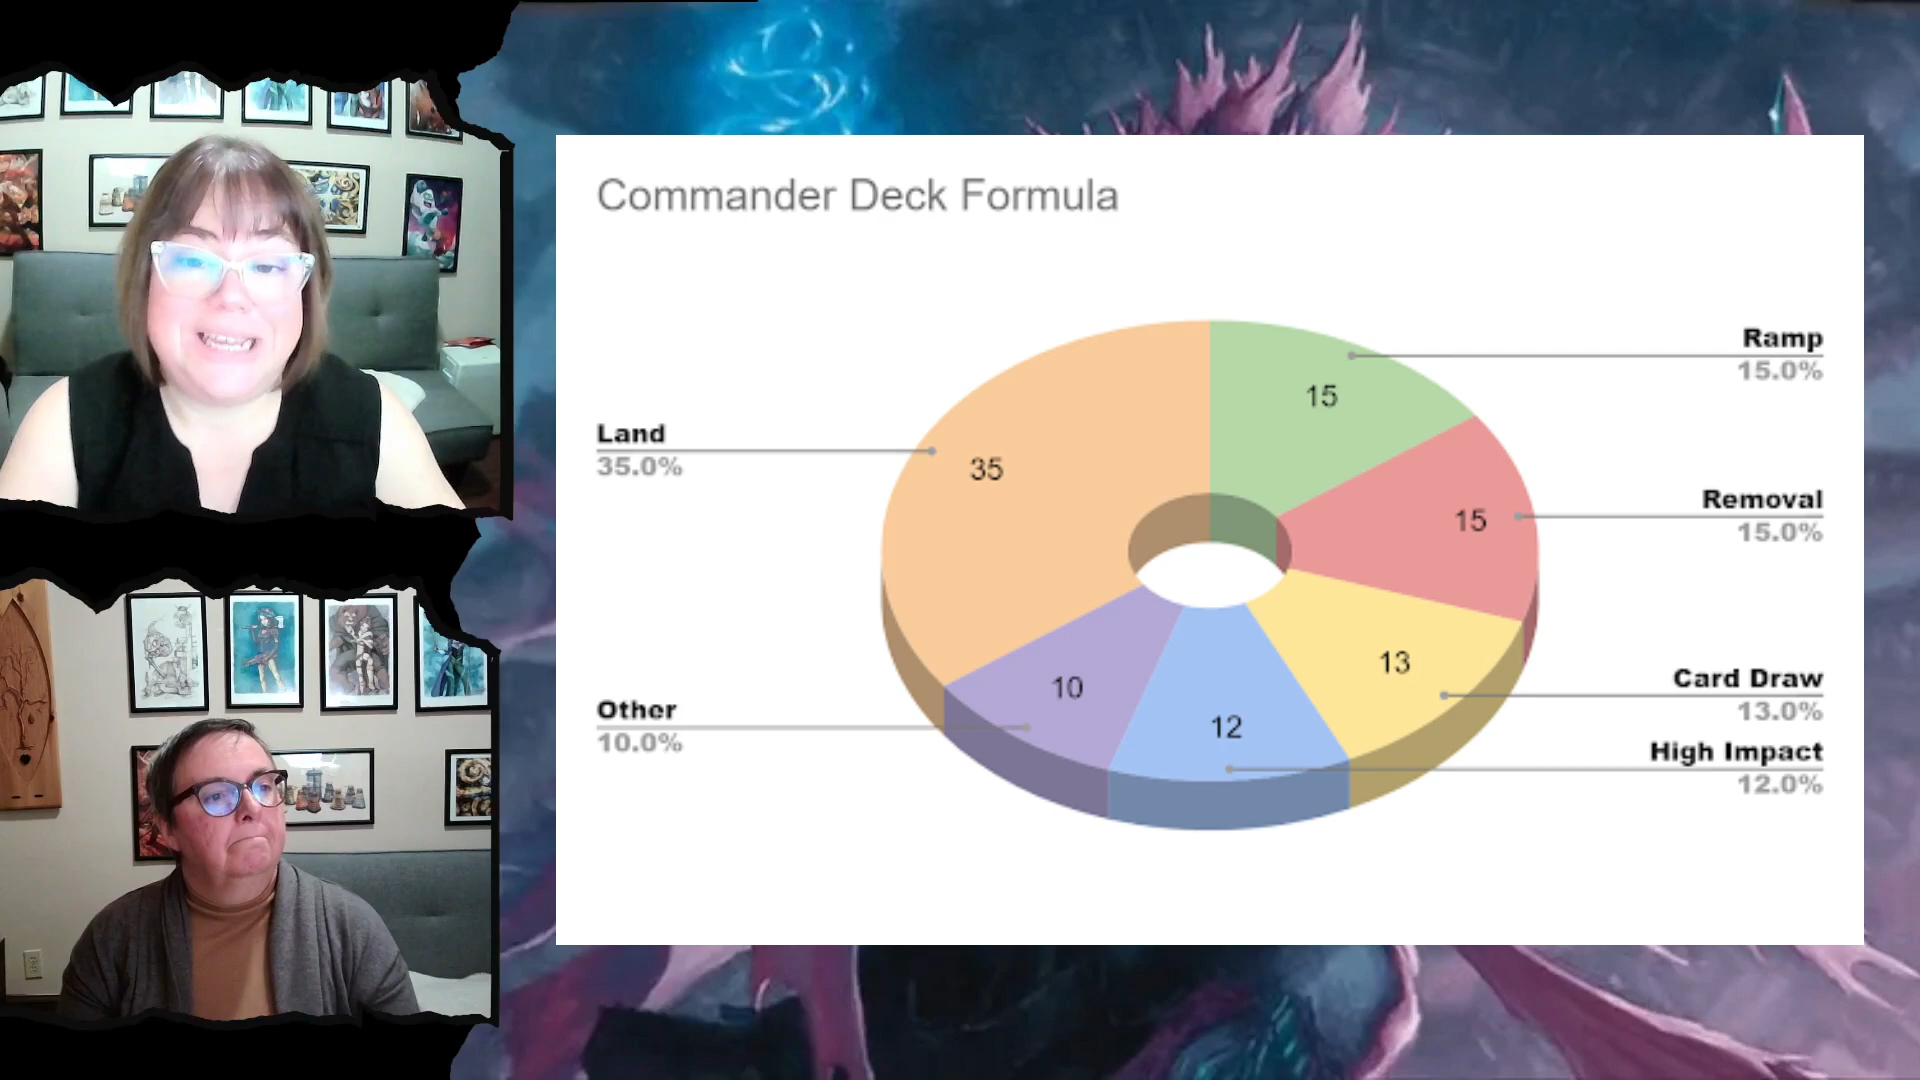 Commander Deck Formula
Ramp
15.0%
15
Land
35.0%
35
Removal
15.0%
15
13
Card Draw
13.0%
10
Other
10.0%
12
High Impact
12.0%